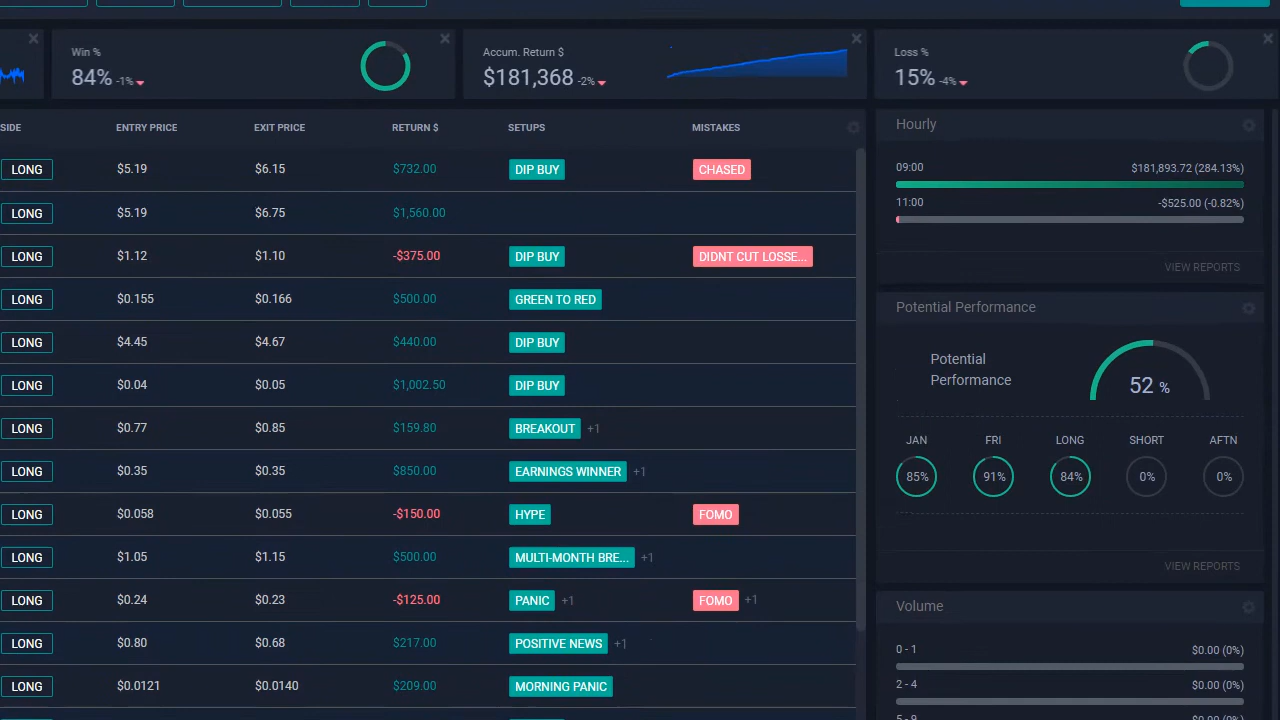 Win %
84% -1%
Accum. Return $
$181,368 -2%
Loss %
15% -4%
SIDE ENTRY PRICE EXIT PRICE RETURN $ SETUPS MISTAKES
LONG $5.19 $6.15 $732.00 DIP BUY CHASED
LONG $5.19 $6.75 $1,560.00
LONG $1.12 $1.10 -$375.00 DIP BUY DIDNT CUT LOSSE...
LONG $0.155 $0.166 $500.00 GREEN TO RED
LONG $4.45 $4.67 $440.00 DIP BUY
LONG $0.04 $0.05 $1,002.50 DIP BUY
LONG $0.77 $0.85 $159.80 BREAKOUT +1
LONG $0.35 $0.35 $850.00 EARNINGS WINNER +1
LONG $0.058 $0.055 -$150.00 HYPE FOMO
LONG $1.05 $1.15 $500.00 MULTI-MONTH BRE... +1
LONG $0.24 $0.23 -$125.00 PANIC +1 FOMO +1
LONG $0.80 $0.68 $217.00 POSITIVE NEWS +1
LONG $0.0121 $0.0140 $209.00 MORNING PANIC
Hourly
09:00 $181,893.72 (284.13%)
11:00 -$525.00 (-0.82%)
VIEW REPORTS
Potential Performance
Potential
Performance
52 %
JAN FRI LONG SHORT AFTN
85% 91% 84% 0% 0%
VIEW REPORTS
Volume
0 - 1 $0.00 (0%)
2 - 4 $0.00 (0%)
5 - 9 $0.00 (0%)